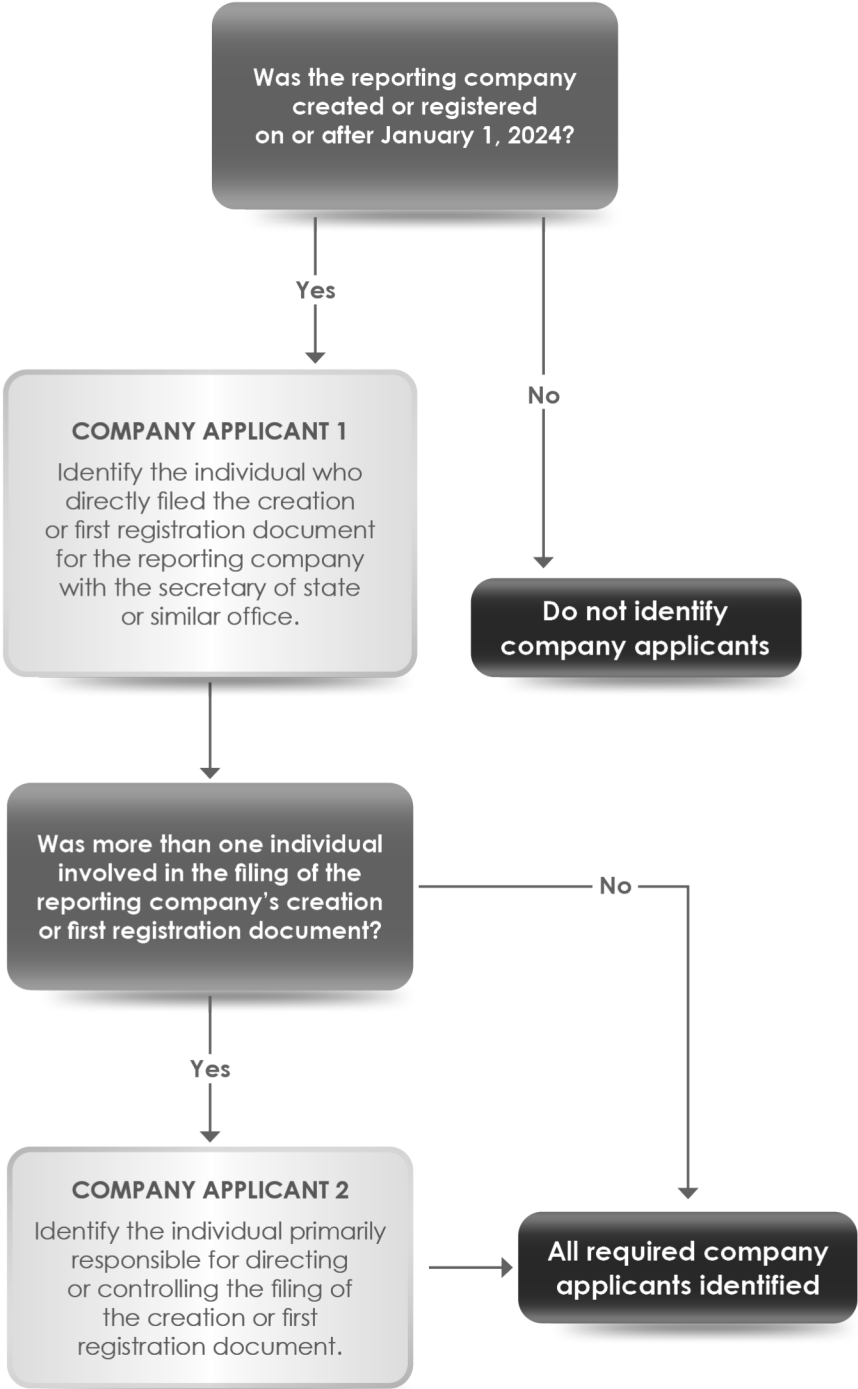 Was the reporting company
created or registered
on or after January 1, 2024?
Yes
No
COMPANY APPLICANT 1
Identify the individual who
directly filed the creation
or first registration document
for the reporting company
with the secretary of state
or similar office.
Do not identify
company applicants
Was more than one individual
involved in the filing of the
reporting company’s creation
or first registration document?
No
Yes
COMPANY APPLICANT 2
Identify the individual primarily
responsible for directing
or controlling the filing of
the creation or first
registration document.
All required company
applicants identified